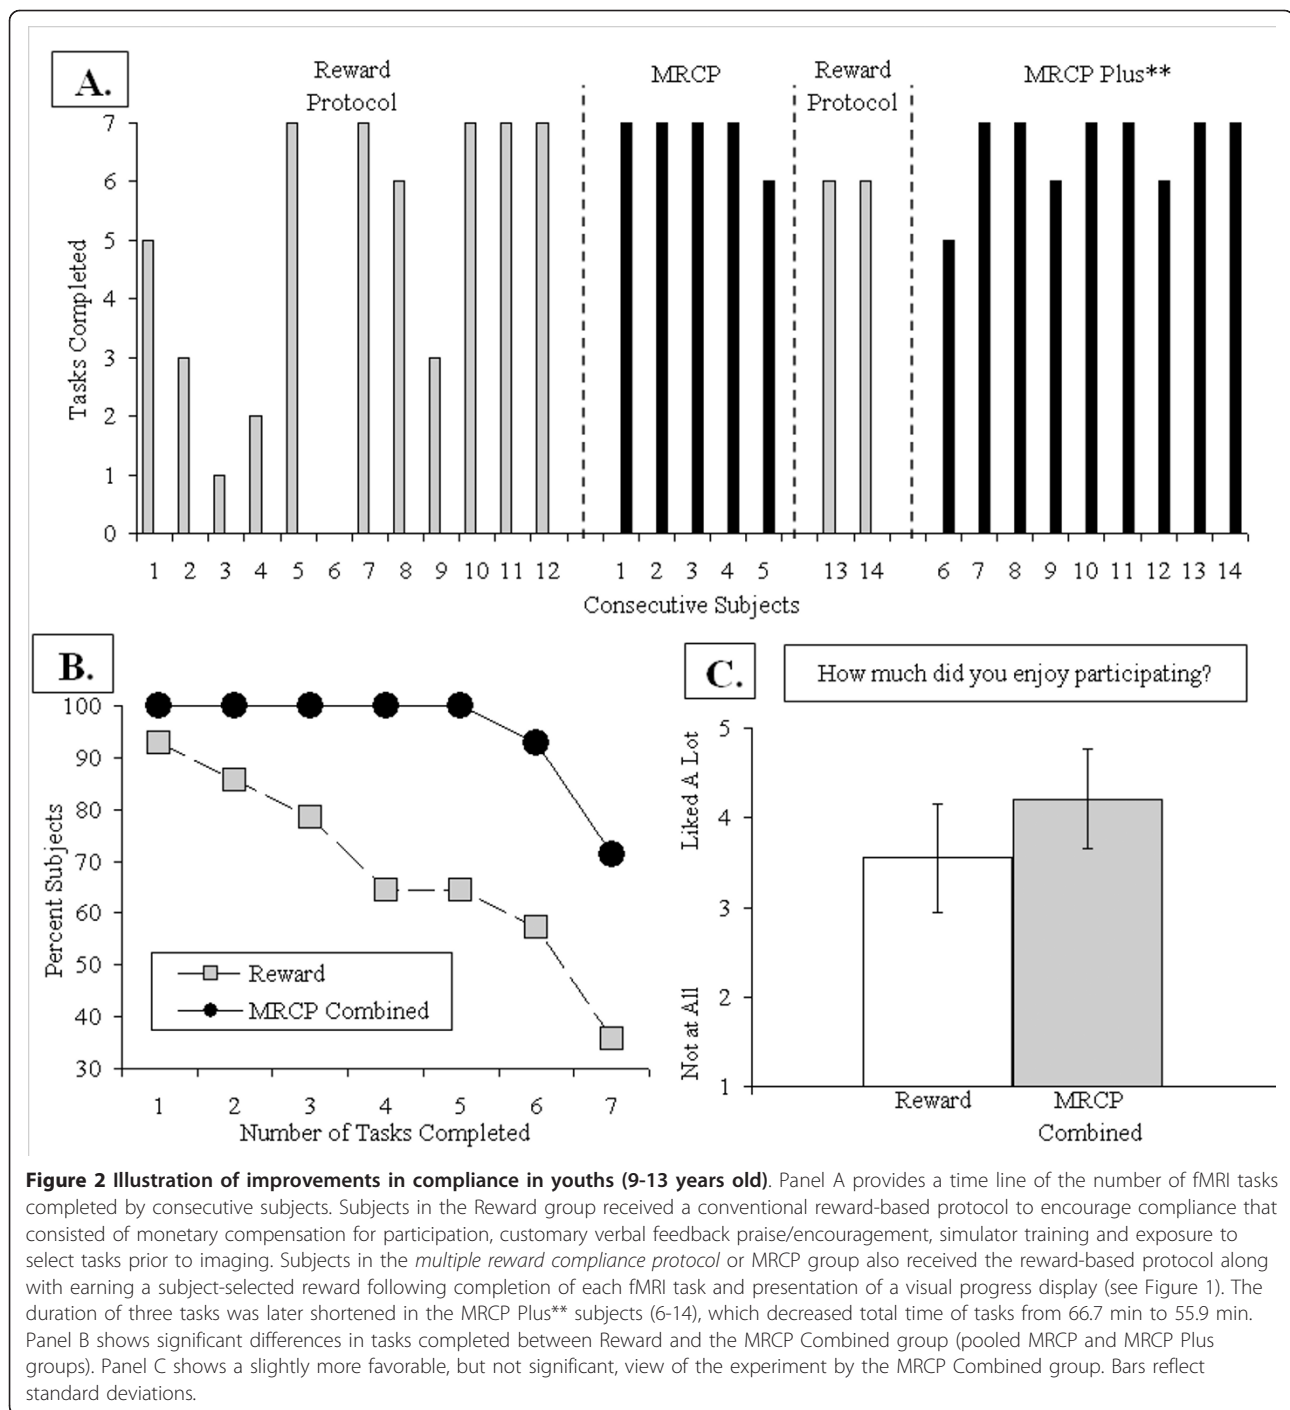 A.
Reward
Protocol
MRCP
Reward
Protocol
MRCP Plus**
Tasks Completed
7
6
5
4
3
2
1
0
1 2 3 4 5 6 7 8 9 10 11 12 1 2 3 4 5 13 14 6 7 8 9 10 11 12 13 14
Consecutive Subjects
B.
Percent Subjects
100
90
80
70
60
50
40
30
Reward
MRCP Combined
1 2 3 4 5 6 7
Number of Tasks Completed
C.
How much did you enjoy participating?
Liked A Lot
Not at All
5
4
3
2
1
Reward
MRCP
Combined
Figure 2 Illustration of improvements in compliance in youths (9-13 years old). Panel A provides a time line of the number of fMRI tasks
completed by consecutive subjects. Subjects in the Reward group received a conventional reward-based protocol to encourage compliance that
consisted of monetary compensation for participation, customary verbal feedback praise/encouragement, simulator training and exposure to
select tasks prior to imaging. Subjects in the multiple reward compliance protocol or MRCP group also received the reward-based protocol along
with earning a subject-selected reward following completion of each fMRI task and presentation of a visual progress display (see Figure 1). The
duration of three tasks was later shortened in the MRCP Plus** subjects (6-14), which decreased total time of tasks from 66.7 min to 55.9 min.
Panel B shows significant differences in tasks completed between Reward and the MRCP Combined group (pooled MRCP and MRCP Plus
groups). Panel C shows a slightly more favorable, but not significant, view of the experiment by the MRCP Combined group. Bars reflect
standard deviations.